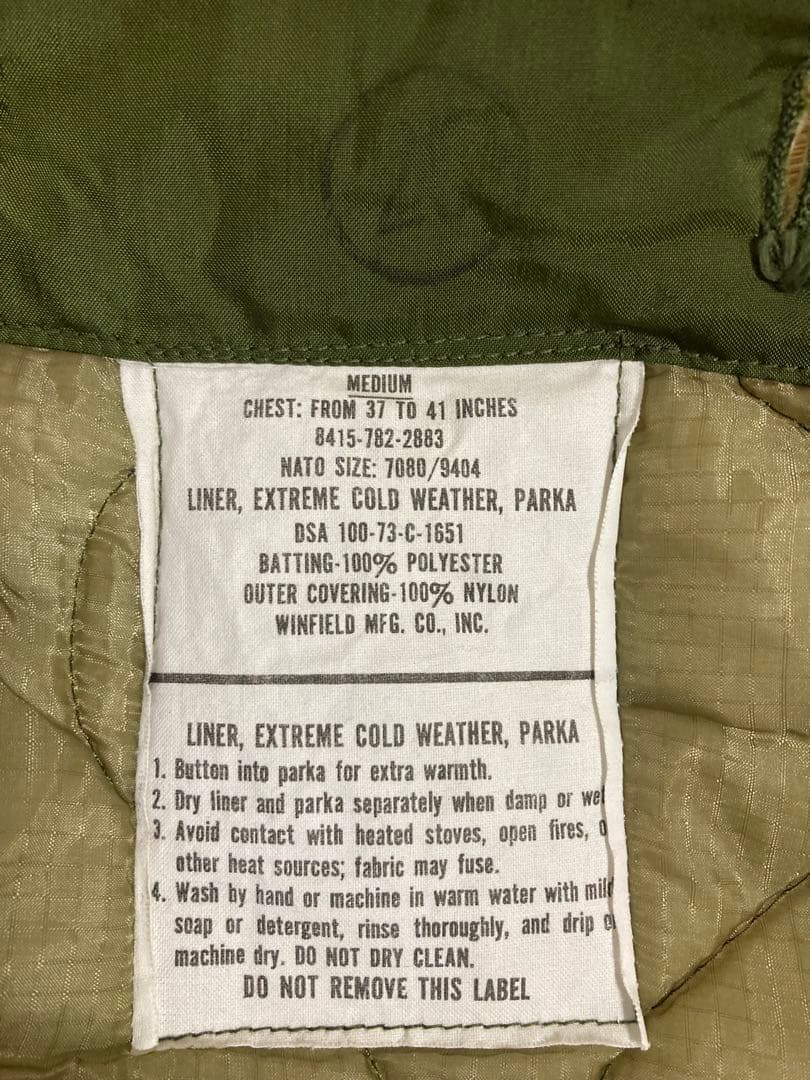 MEDIUM
CHEST: FROM 37 TO 41 INCHES
8415-782-2883
NATO SIZE: 7080/9404
LINER, EXTREME COLD WEATHER, PARKA
DSA 100-73-C-1651
BATTING-100% POLYESTER
OUTER COVERING-100% NYLON
WINFIELD MFG. CO., INC.
LINER, EXTREME COLD WEATHER, PARKA
1. Button into parka for extra warmth.
2. Dry liner and parka separately when damp or we
3. Avoid contact with heated stoves, open fires, o
other heat sources; fabric may fuse.
4. Wash by hand or machine in warm water with mild
soap or detergent, rinse thoroughly, and drip o
machine dry. DO NOT DRY CLEAN.
DO NOT REMOVE THIS LABEL